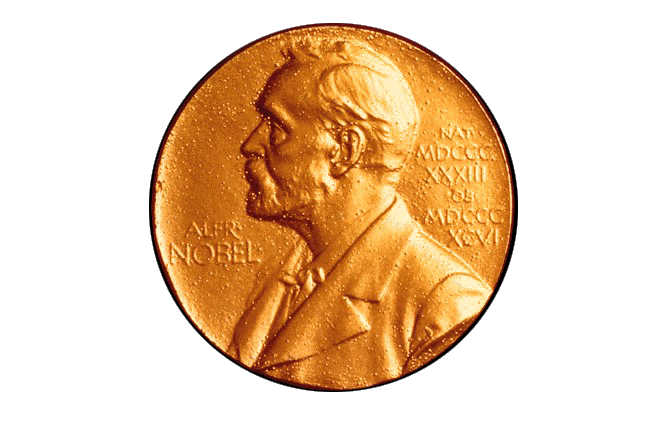 ALFR·
NOBEL
NAT·
MDCCC
XXXIII
OB·
MDCCC
XCVI